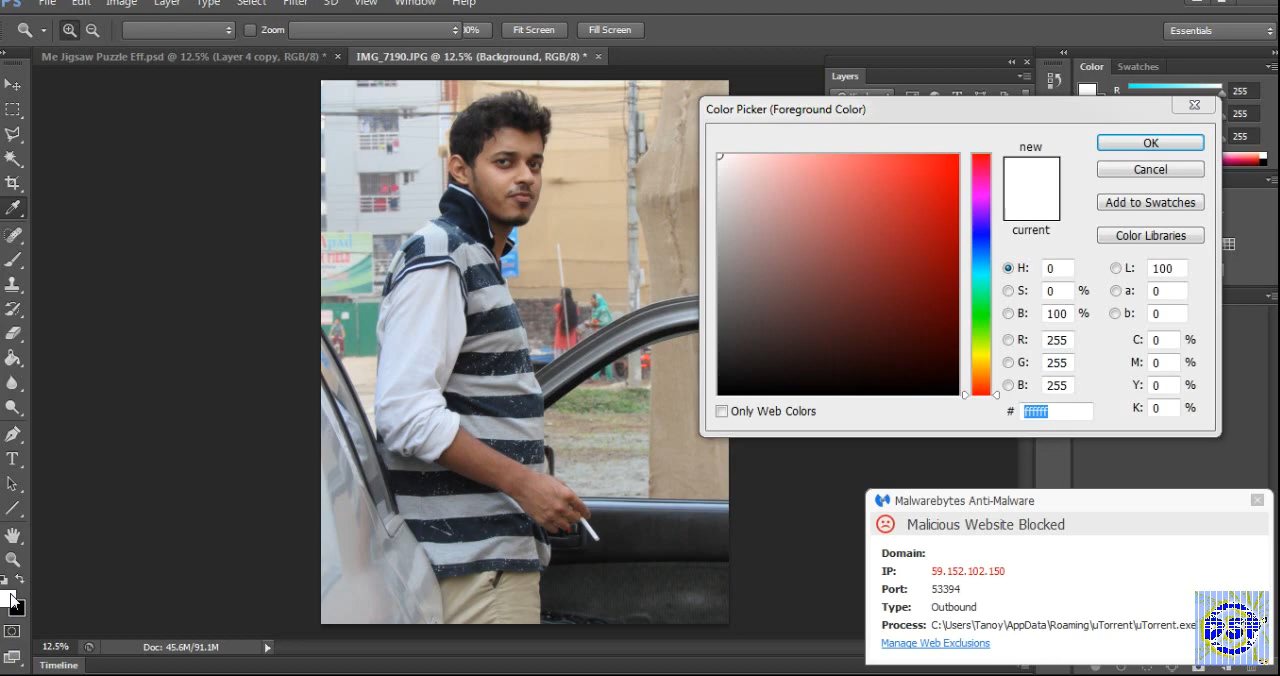 PS File Edit Image Layer Type Select Filter 3D View Window Help
Zoom Fit Screen Fill Screen Essentials
Me Jigsaw Puzzle Eff.psd @ 12.5% (Layer 4 copy, RGB/8) * × IMG_7190.JPG @ 12.5% (Background, RGB/8) * ×
Layers
Color Swatches
R 255
255
255
Color Picker (Foreground Color)
new
current
OK
Cancel
Add to Swatches
Color Libraries
H: 0 L: 100
S: 0 % a: 0
B: 100 % b: 0
R: 255 C: 0 %
G: 255 M: 0 %
B: 255 Y: 0 %
# ffffff K: 0 %
Only Web Colors
Malwarebytes Anti-Malware
Malicious Website Blocked
Domain:
IP: 59.152.102.150
Port: 53394
Type: Outbound
Process: C:\Users\Tanoy\AppData\Roaming\uTorrent\uTorrent.exe
Manage Web Exclusions
12.5% Doc: 45.6M/91.1M
Timeline